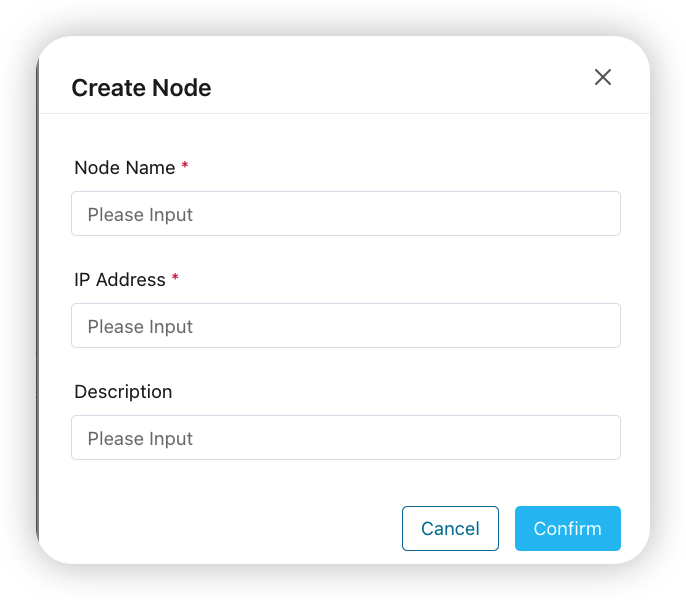 Create Node
Node Name *
Please Input
IP Address *
Please Input
Description
Please Input
Cancel
Confirm